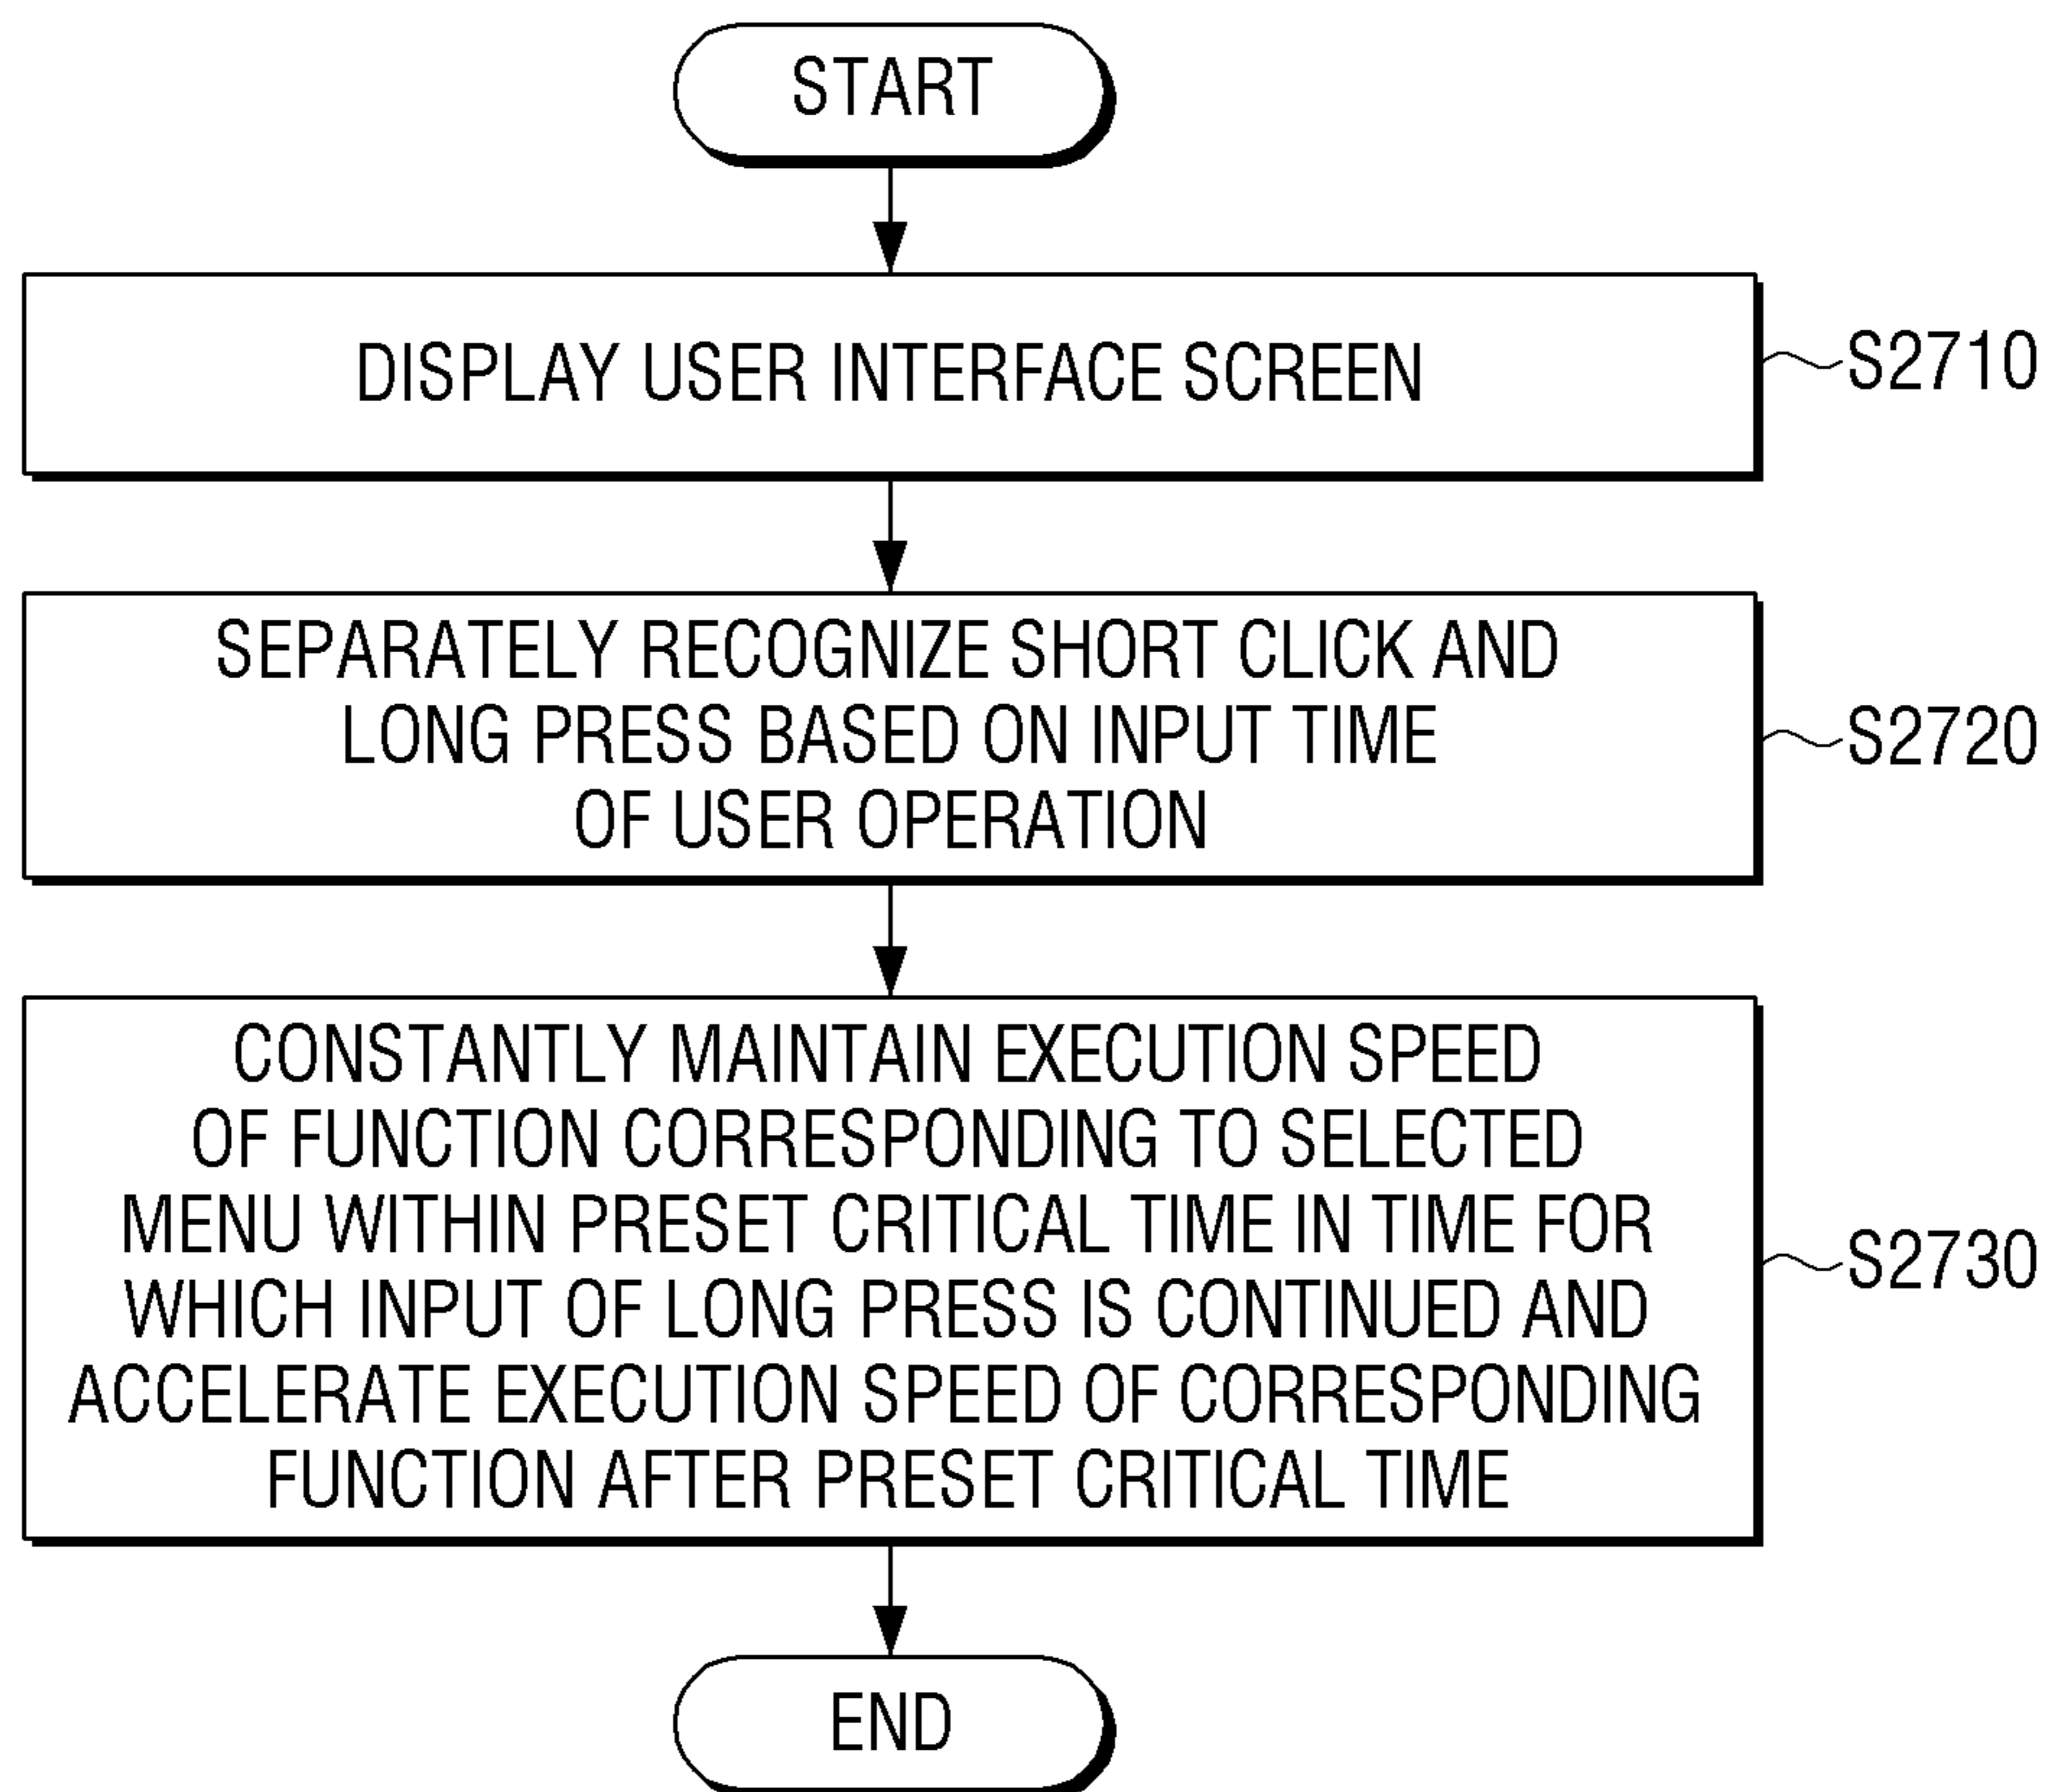 START
DISPLAY USER INTERFACE SCREEN
S2710
SEPARATELY RECOGNIZE SHORT CLICK AND
LONG PRESS BASED ON INPUT TIME
OF USER OPERATION
S2720
CONSTANTLY MAINTAIN EXECUTION SPEED
OF FUNCTION CORRESPONDING TO SELECTED
MENU WITHIN PRESET CRITICAL TIME IN TIME FOR
WHICH INPUT OF LONG PRESS IS CONTINUED AND
ACCELERATE EXECUTION SPEED OF CORRESPONDING
FUNCTION AFTER PRESET CRITICAL TIME
S2730
END